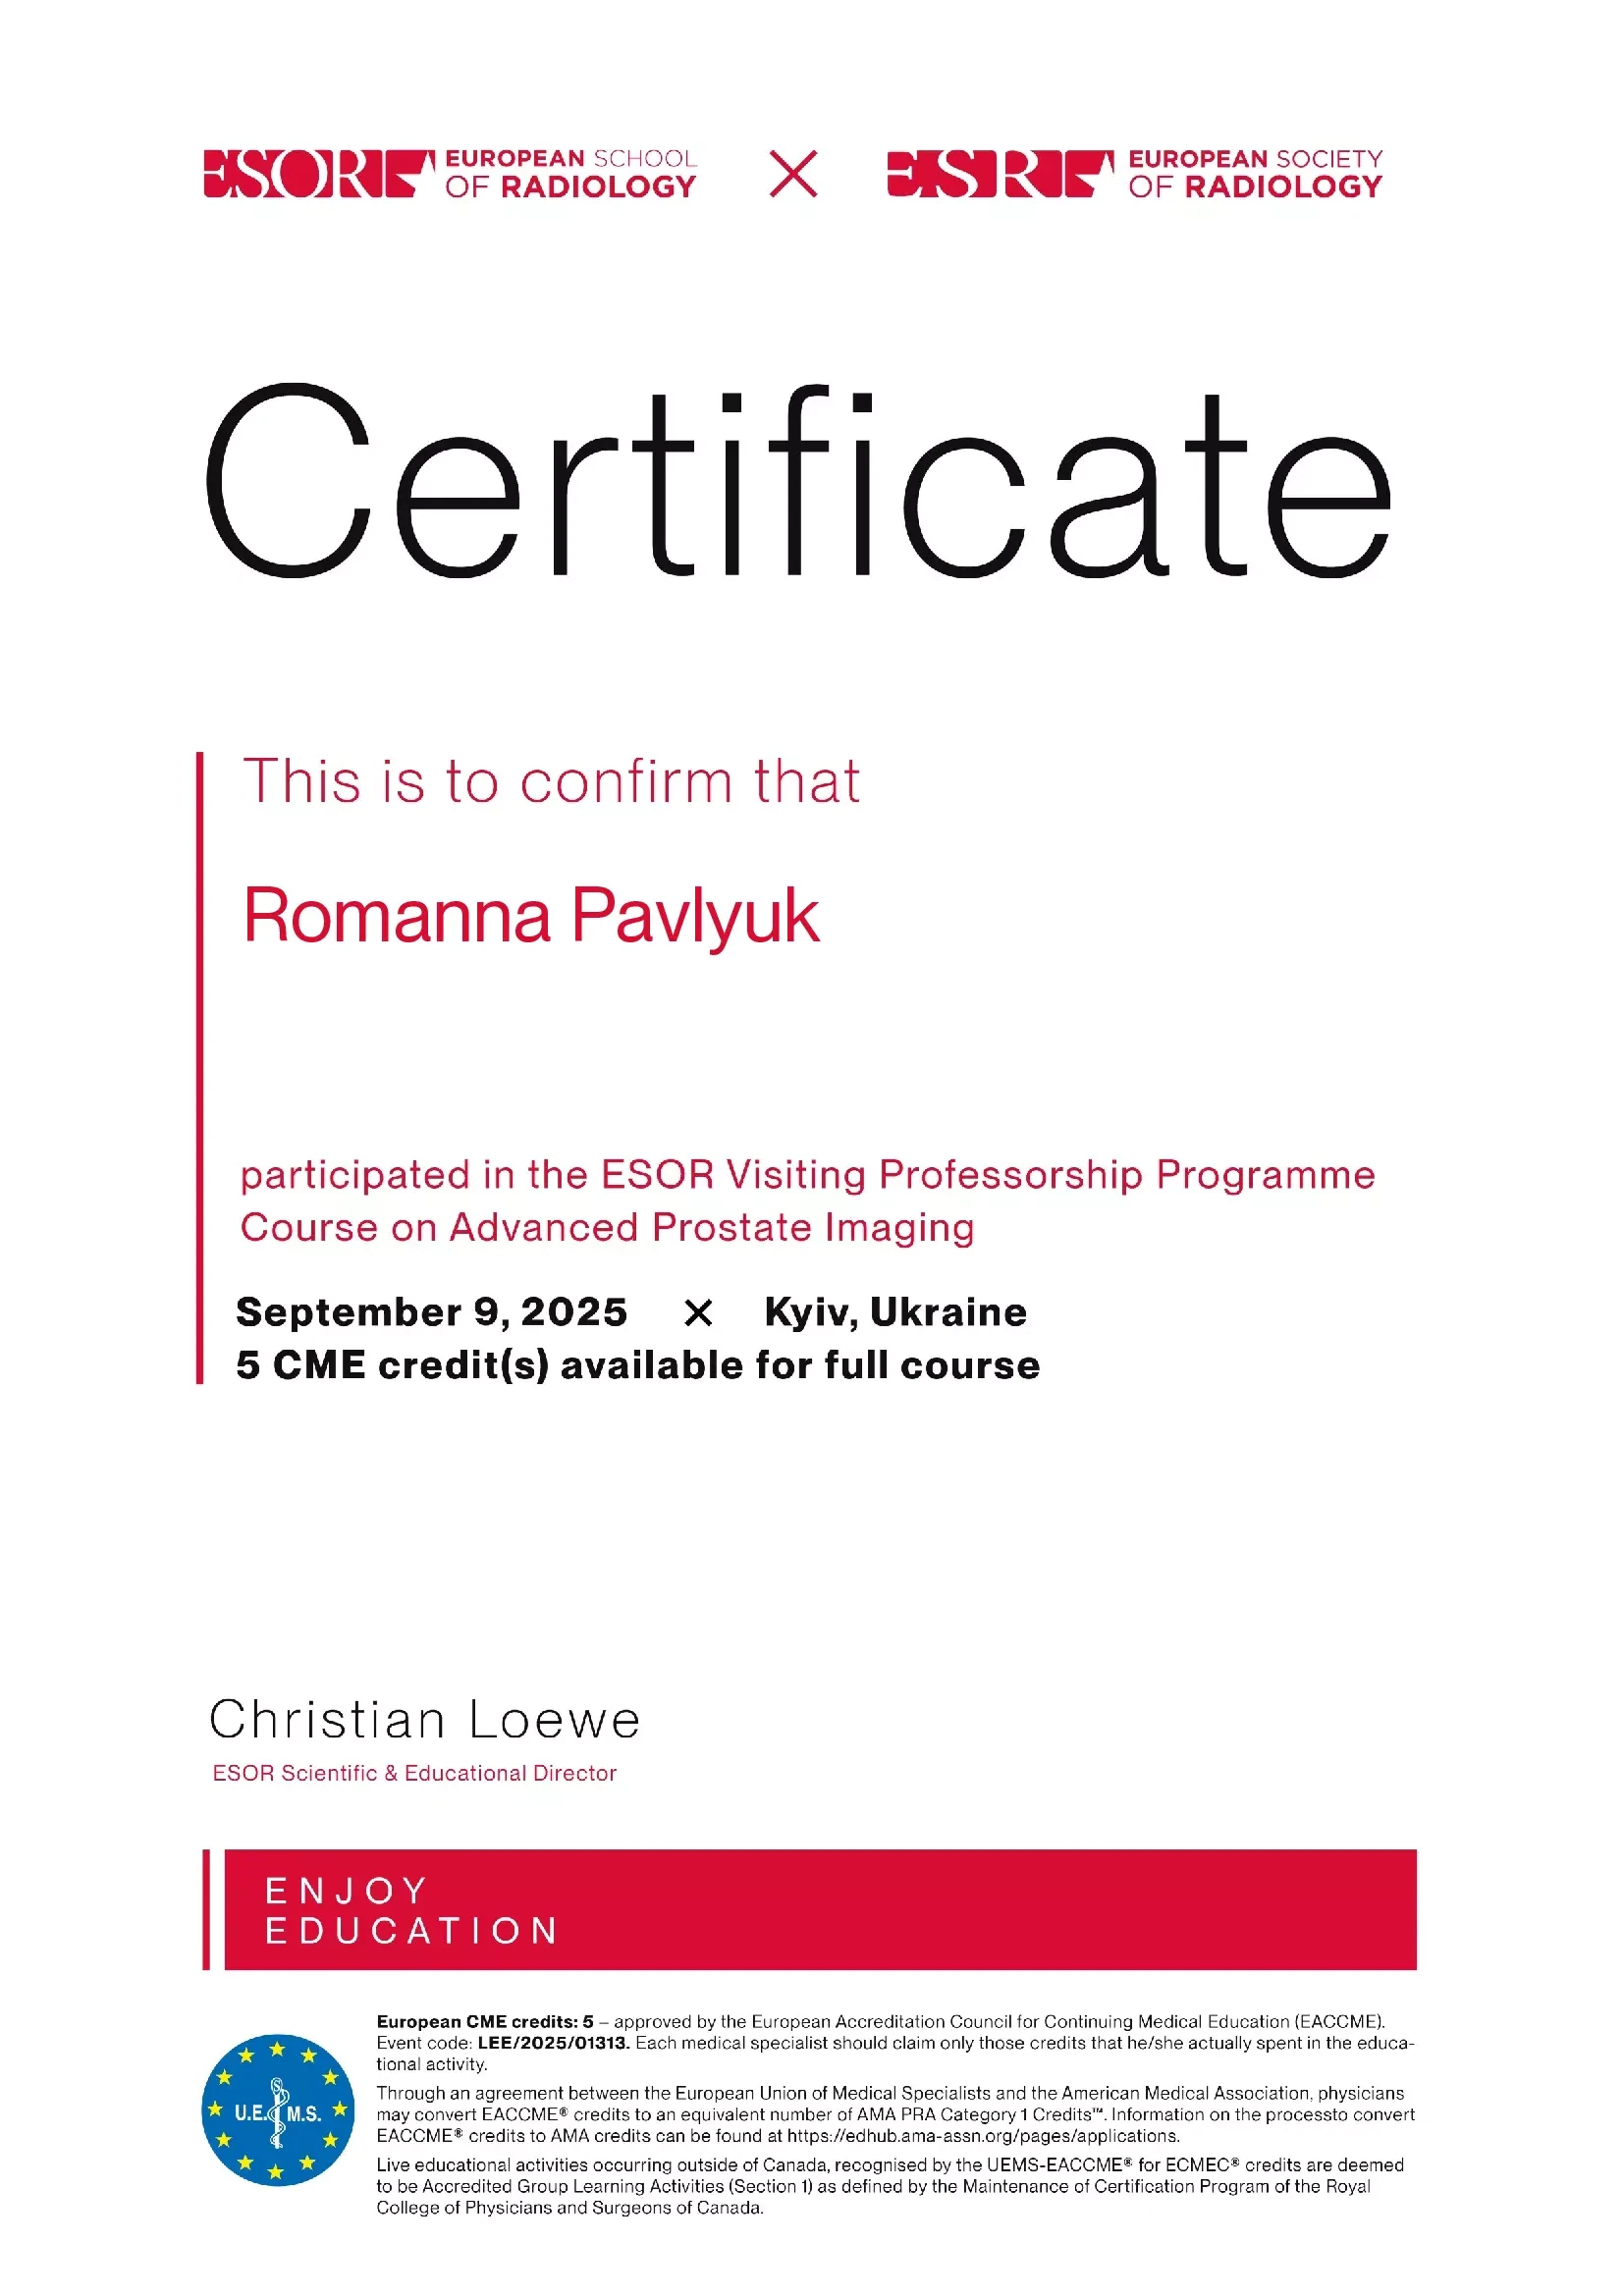 ESOR EUROPEAN SCHOOL
OF RADIOLOGY
ESR EUROPEAN SOCIETY
OF RADIOLOGY
Certificate
This is to confirm that
Romanna Pavlyuk
participated in the ESOR Visiting Professorship Programme
Course on Advanced Prostate Imaging
September 9, 2025 × Kyiv, Ukraine
5 CME credit(s) available for full course
Christian Loewe
ESOR Scientific & Educational Director
ENJOY
EDUCATION
U.E.M.S.
European CME credits: 5 – approved by the European Accreditation Council for Continuing Medical Education (EACCME).
Event code: LEE/2025/01313. Each medical specialist should claim only those credits that he/she actually spent in the educa-
tional activity.
Through an agreement between the European Union of Medical Specialists and the American Medical Association, physicians
may convert EACCME® credits to an equivalent number of AMA PRA Category 1 Credits™. Information on the processto convert
EACCME® credits to AMA credits can be found at https://edhub.ama-assn.org/pages/applications.
Live educational activities occurring outside of Canada, recognised by the UEMS-EACCME® for ECMEC® credits are deemed
to be Accredited Group Learning Activities (Section 1) as defined by the Maintenance of Certification Program of the Royal
College of Physicians and Surgeons of Canada.